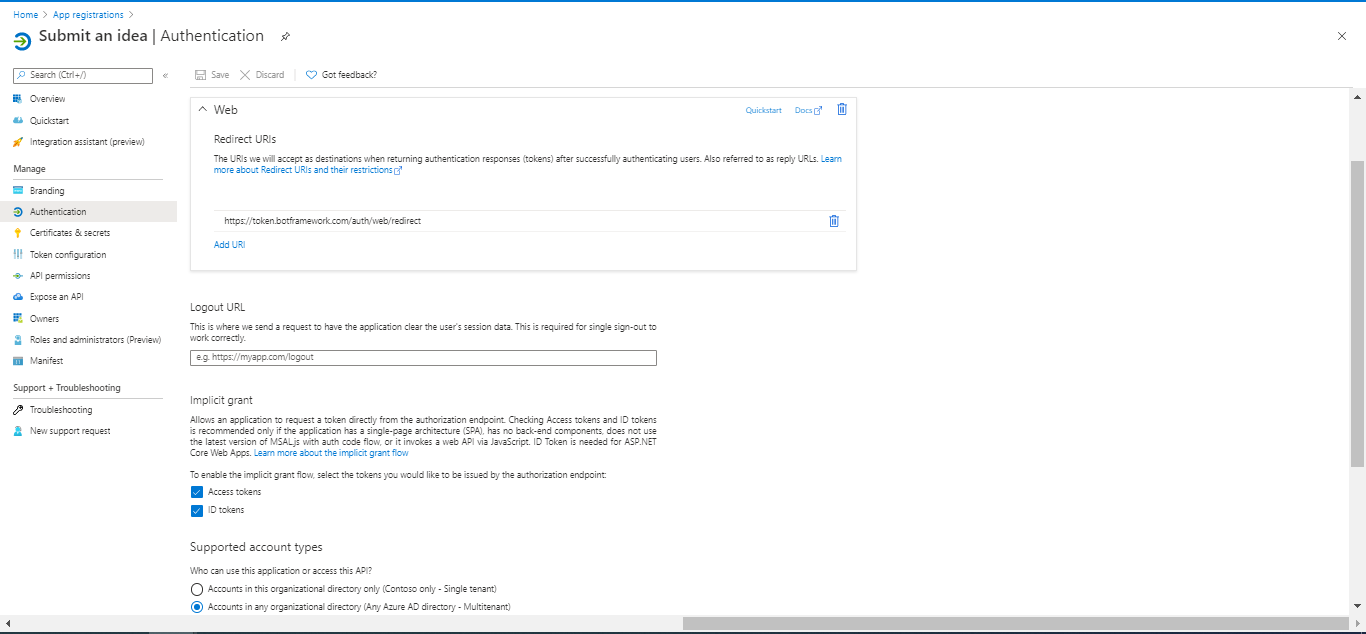 Home > App registrations >
Submit an idea | Authentication
Search (Ctrl+/)
«
Overview
Quickstart
Integration assistant (preview)
Manage
Branding
Authentication
Certificates & secrets
Token configuration
API permissions
Expose an API
Owners
Roles and administrators (Preview)
Manifest
Support + Troubleshooting
Troubleshooting
New support request
Save Discard | Got feedback?
Web
Quickstart Docs
Redirect URIs
The URIs we will accept as destinations when returning authentication responses (tokens) after successfully authenticating users. Also referred to as reply URLs. Learn
more about Redirect URIs and their restrictions
https://token.botframework.com/auth/web/redirect
Add URI
Logout URL
This is where we send a request to have the application clear the user's session data. This is required for single sign-out to
work correctly.
e.g. https://myapp.com/logout
Implicit grant
Allows an application to request a token directly from the authorization endpoint. Checking Access tokens and ID tokens
is recommended only if the application has a single-page architecture (SPA), has no back-end components, does not use
the latest version of MSAL.js with auth code flow, or it invokes a web API via JavaScript. ID Token is needed for ASP.NET
Core Web Apps. Learn more about the implicit grant flow
To enable the implicit grant flow, select the tokens you would like to be issued by the authorization endpoint:
Access tokens
ID tokens
Supported account types
Who can use this application or access this API?
Accounts in this organizational directory only (Contoso only - Single tenant)
Accounts in any organizational directory (Any Azure AD directory - Multitenant)